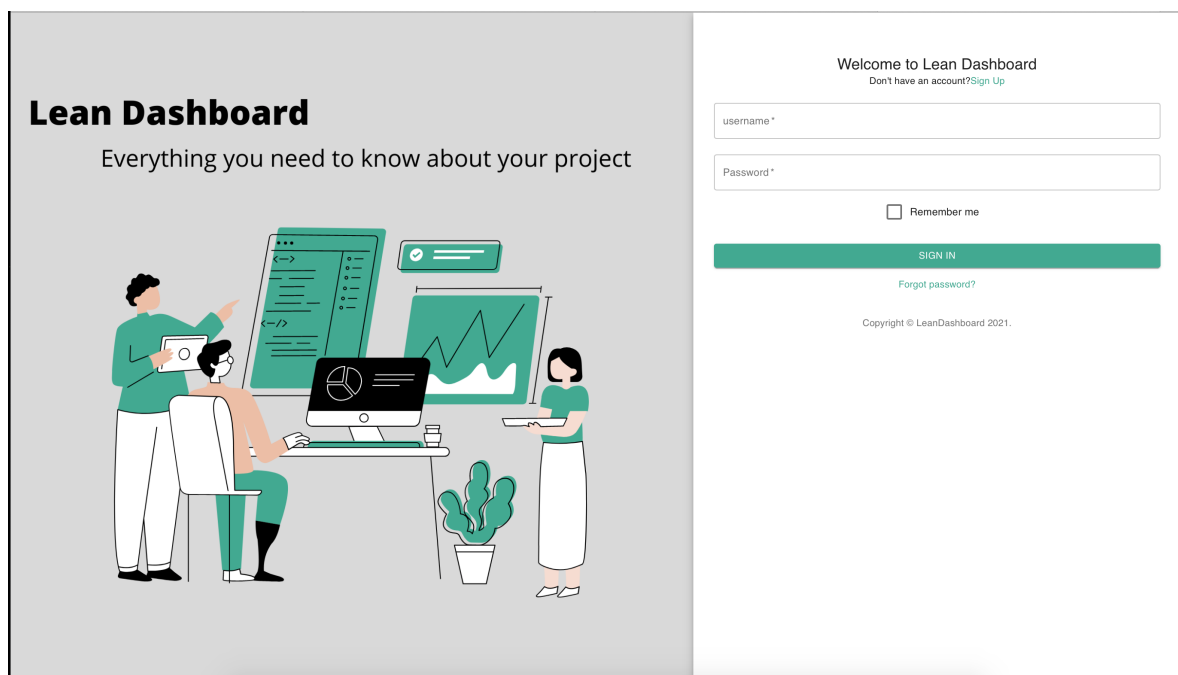 Lean Dashboard
Everything you need to know about your project
<—>
<—/>
Welcome to Lean Dashboard
Don't have an account?Sign Up
username *
Password *
Remember me
SIGN IN
Forgot password?
Copyright © LeanDashboard 2021.